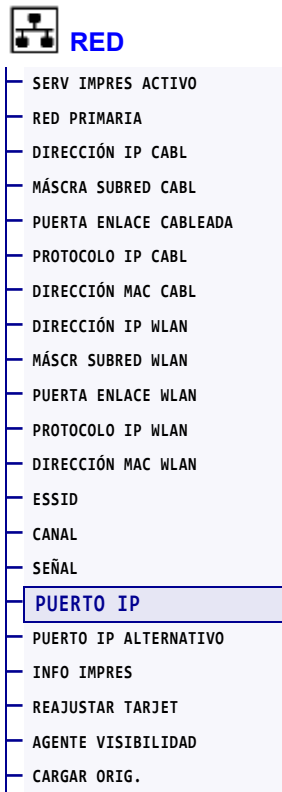 RED
SERV IMPRES ACTIVO
RED PRIMARIA
DIRECCIÓN IP CABL
MÁSCRA SUBRED CABL
PUERTA ENLACE CABLEADA
PROTOCOLO IP CABL
DIRECCIÓN MAC CABL
DIRECCIÓN IP WLAN
MÁSCR SUBRED WLAN
PUERTA ENLACE WLAN
PROTOCOLO IP WLAN
DIRECCIÓN MAC WLAN
ESSID
CANAL
SEÑAL
PUERTO IP
PUERTO IP ALTERNATIVO
INFO IMPRES
REAJUSTAR TARJET
AGENTE VISIBILIDAD
CARGAR ORIG.